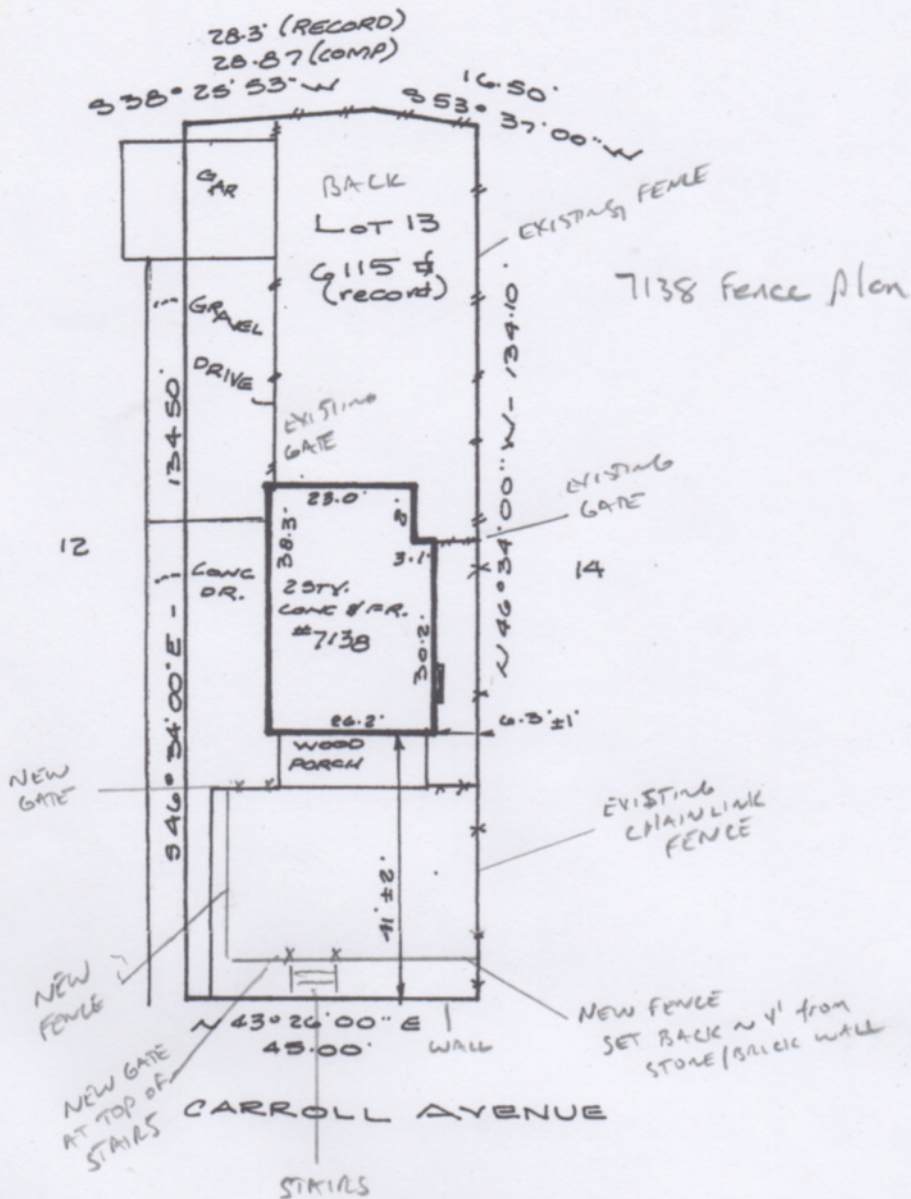 28.3' (RECORD)
28.87 (COMP)
S 38° 25' 53" W
16.50'
S 53° 37' 00" W
GAR
BACK
LOT 13
6115 #
(record)
EXISTING FENCE
7138 Fence Plan
GRAVEL
DRIVE
EXISTING
GATE
S 46° 34' 00" E - 134.50'
N 46° 34' 00" W - 134.10'
EXISTING
GATE
12
CONC
DR.
23.0'
38.3'
8'
3.1'
2 STY.
CONC & FR.
#7138
30.2'
14
26.2'
6.3' ±1'
WOOD
PORCH
NEW
GATE
EXISTING
CHAINLINK
FENCE
41' ±2'
NEW
FENCE
N 43° 26' 00" E
45.00'
WALL
NEW FENCE
SET BACK ~ 4' from
STONE/BRICK WALL
NEW GATE
AT TOP OF
STAIRS
CARROLL AVENUE
STAIRS